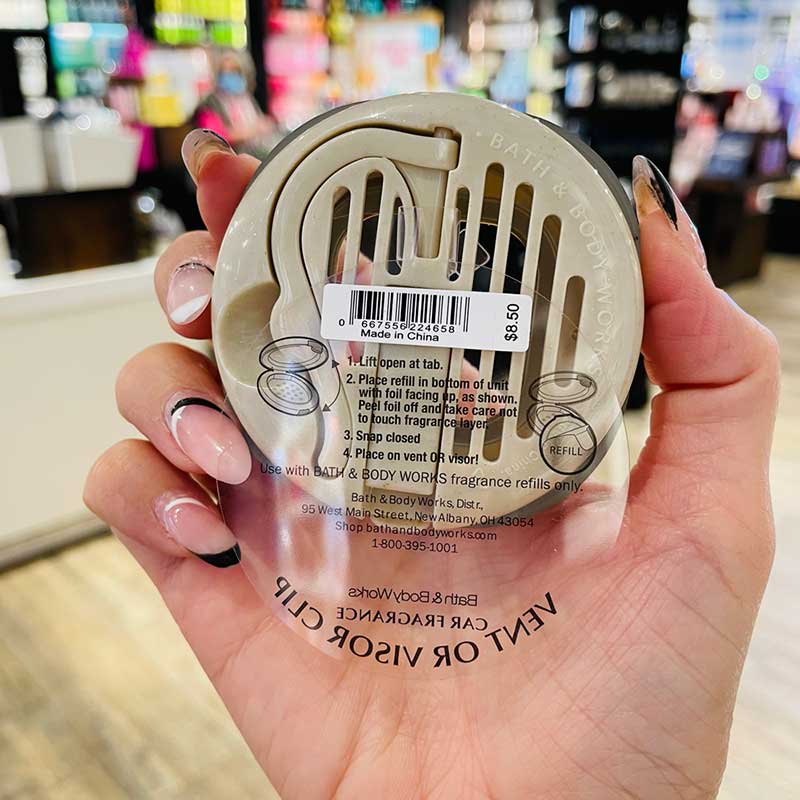 BATH & BODY WORKS
0 667556 224658
Made in China
$8.50
1. Lift open at tab.
2. Place refill in bottom of unit
with foil facing up, as shown.
Peel foil off and take care not
to touch fragrance layer.
3. Snap closed
4. Place on vent OR visor!
REFILL
Use with BATH & BODY WORKS fragrance refills only.
Bath & Body Works, Distr.,
95 West Main Street, New Albany, OH 43054
Shop bathandbodyworks.com
1-800-395-1001
Bath & Body Works
CAR FRAGRANCE
VENT OR VISOR CLIP